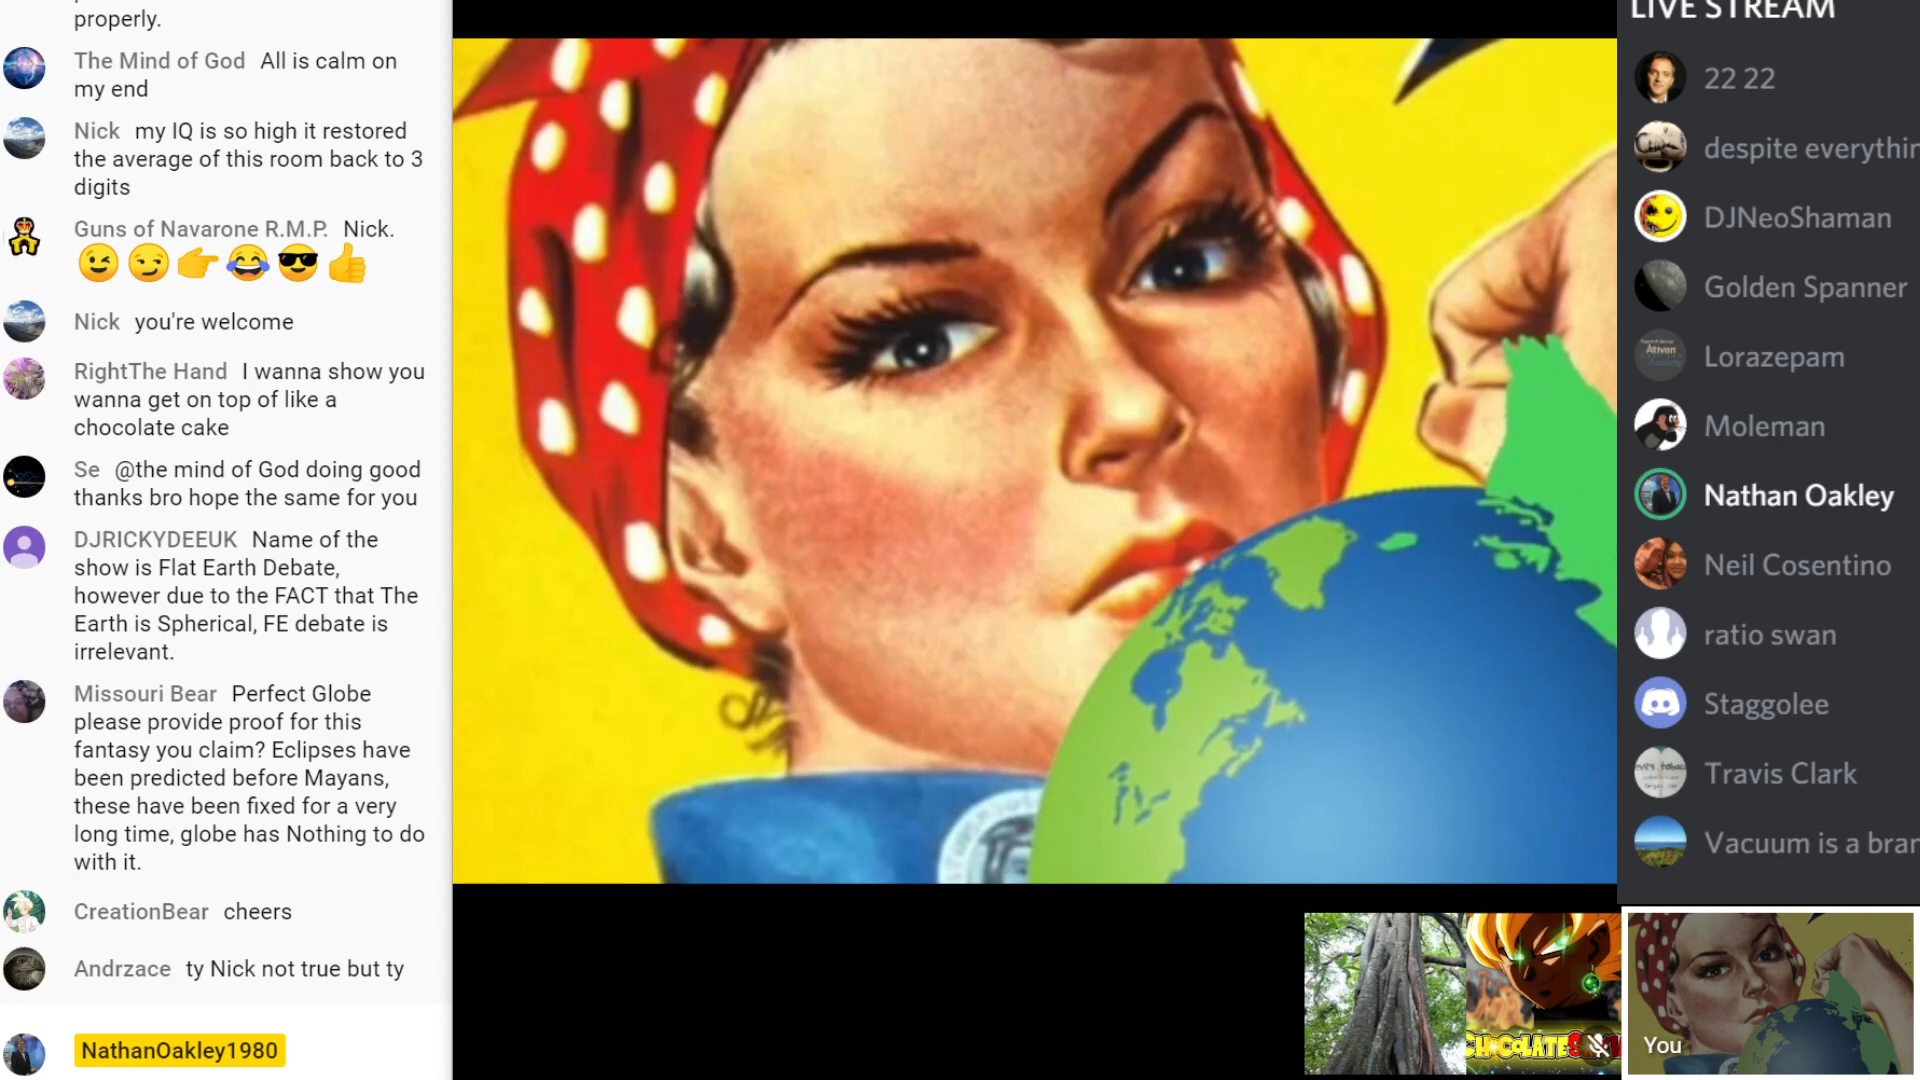 properly.
The Mind of God All is calm on
my end
Nick my IQ is so high it restored
the average of this room back to 3
digits
Guns of Navarone R.M.P. Nick.
😉😏👉😂😎👍
Nick you're welcome
RightThe Hand I wanna show you
wanna get on top of like a
chocolate cake
Se @the mind of God doing good
thanks bro hope the same for you
DJRICKYDEEUK Name of the
show is Flat Earth Debate,
however due to the FACT that The
Earth is Spherical, FE debate is
irrelevant.
Missouri Bear Perfect Globe
please provide proof for this
fantasy you claim? Eclipses have
been predicted before Mayans,
these have been fixed for a very
long time, globe has Nothing to do
with it.
CreationBear cheers
Andrzace ty Nick not true but ty
NathanOakley1980
LIVE STREAM
22 22
despite everythin
DJNeoShaman
Golden Spanner
Ativan
Lorazepam
Moleman
Nathan Oakley
Neil Cosentino
ratio swan
Staggolee
Travis Clark
Vacuum is a bran
CHOCOLATE
You